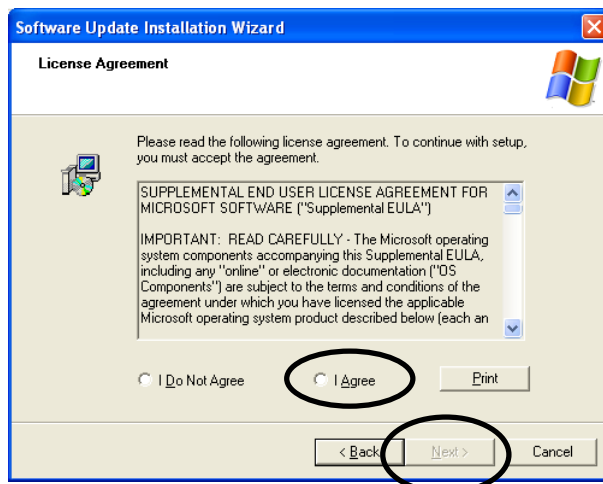 Software Update Installation Wizard
License Agreement
Please read the following license agreement. To continue with setup,
you must accept the agreement.
SUPPLEMENTAL END USER LICENSE AGREEMENT FOR
MICROSOFT SOFTWARE ("Supplemental EULA")
IMPORTANT: READ CAREFULLY - The Microsoft operating
system components accompanying this Supplemental EULA,
including any "online" or electronic documentation ("OS
Components") are subject to the terms and conditions of the
agreement under which you have licensed the applicable
Microsoft operating system product described below (each an
I Do Not Agree
I Agree
Print
< Back
Next >
Cancel